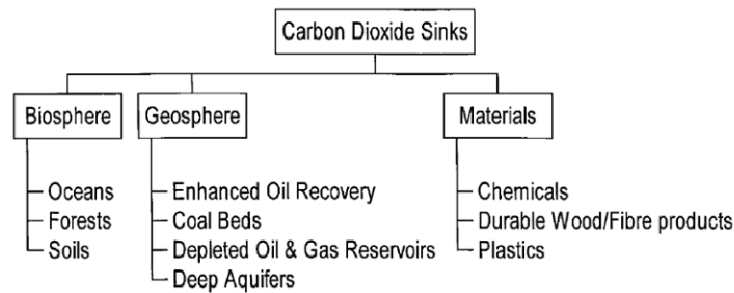 Carbon Dioxide Sinks
Biosphere
Geosphere
Materials
Oceans
Forests
Soils
Enhanced Oil Recovery
Coal Beds
Depleted Oil & Gas Reservoirs
Deep Aquifers
Chemicals
Durable Wood/Fibre products
Plastics